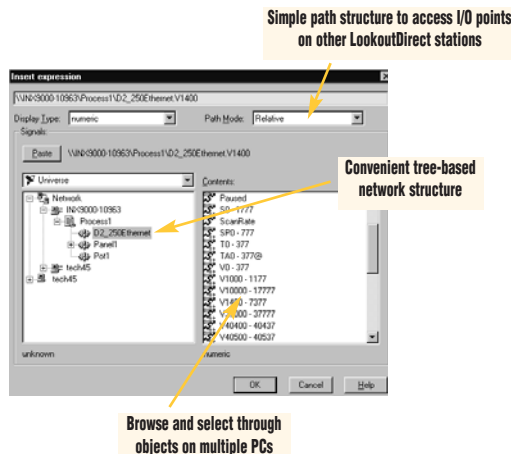 Simple path structure to access I/O points
on other LookoutDirect stations
Insert expression
\\INX9000-10963\Process1\D2_250Ethernet.V1400
Display Type: numeric Path Mode: Relative
Signals:
Paste \\INX9000-10963\Process1\D2_250Ethernet.V1400
Convenient tree-based
network structure
Universe
Contents:
Network
INX9000-10963
Process1
D2_250Ethernet
Panel1
Pot1
tech45
tech45
Paused
S0 - 1777
ScanRate
SP0 - 777
T0 - 377
TA0 - 377@
V0 - 377
V1000 - 1177
V10000 - 17777
V1400 - 7377
- 37777
V40400 - 40437
V40500 - 40537
unknown
numeric
OK Cancel Help
Browse and select through
objects on multiple PCs